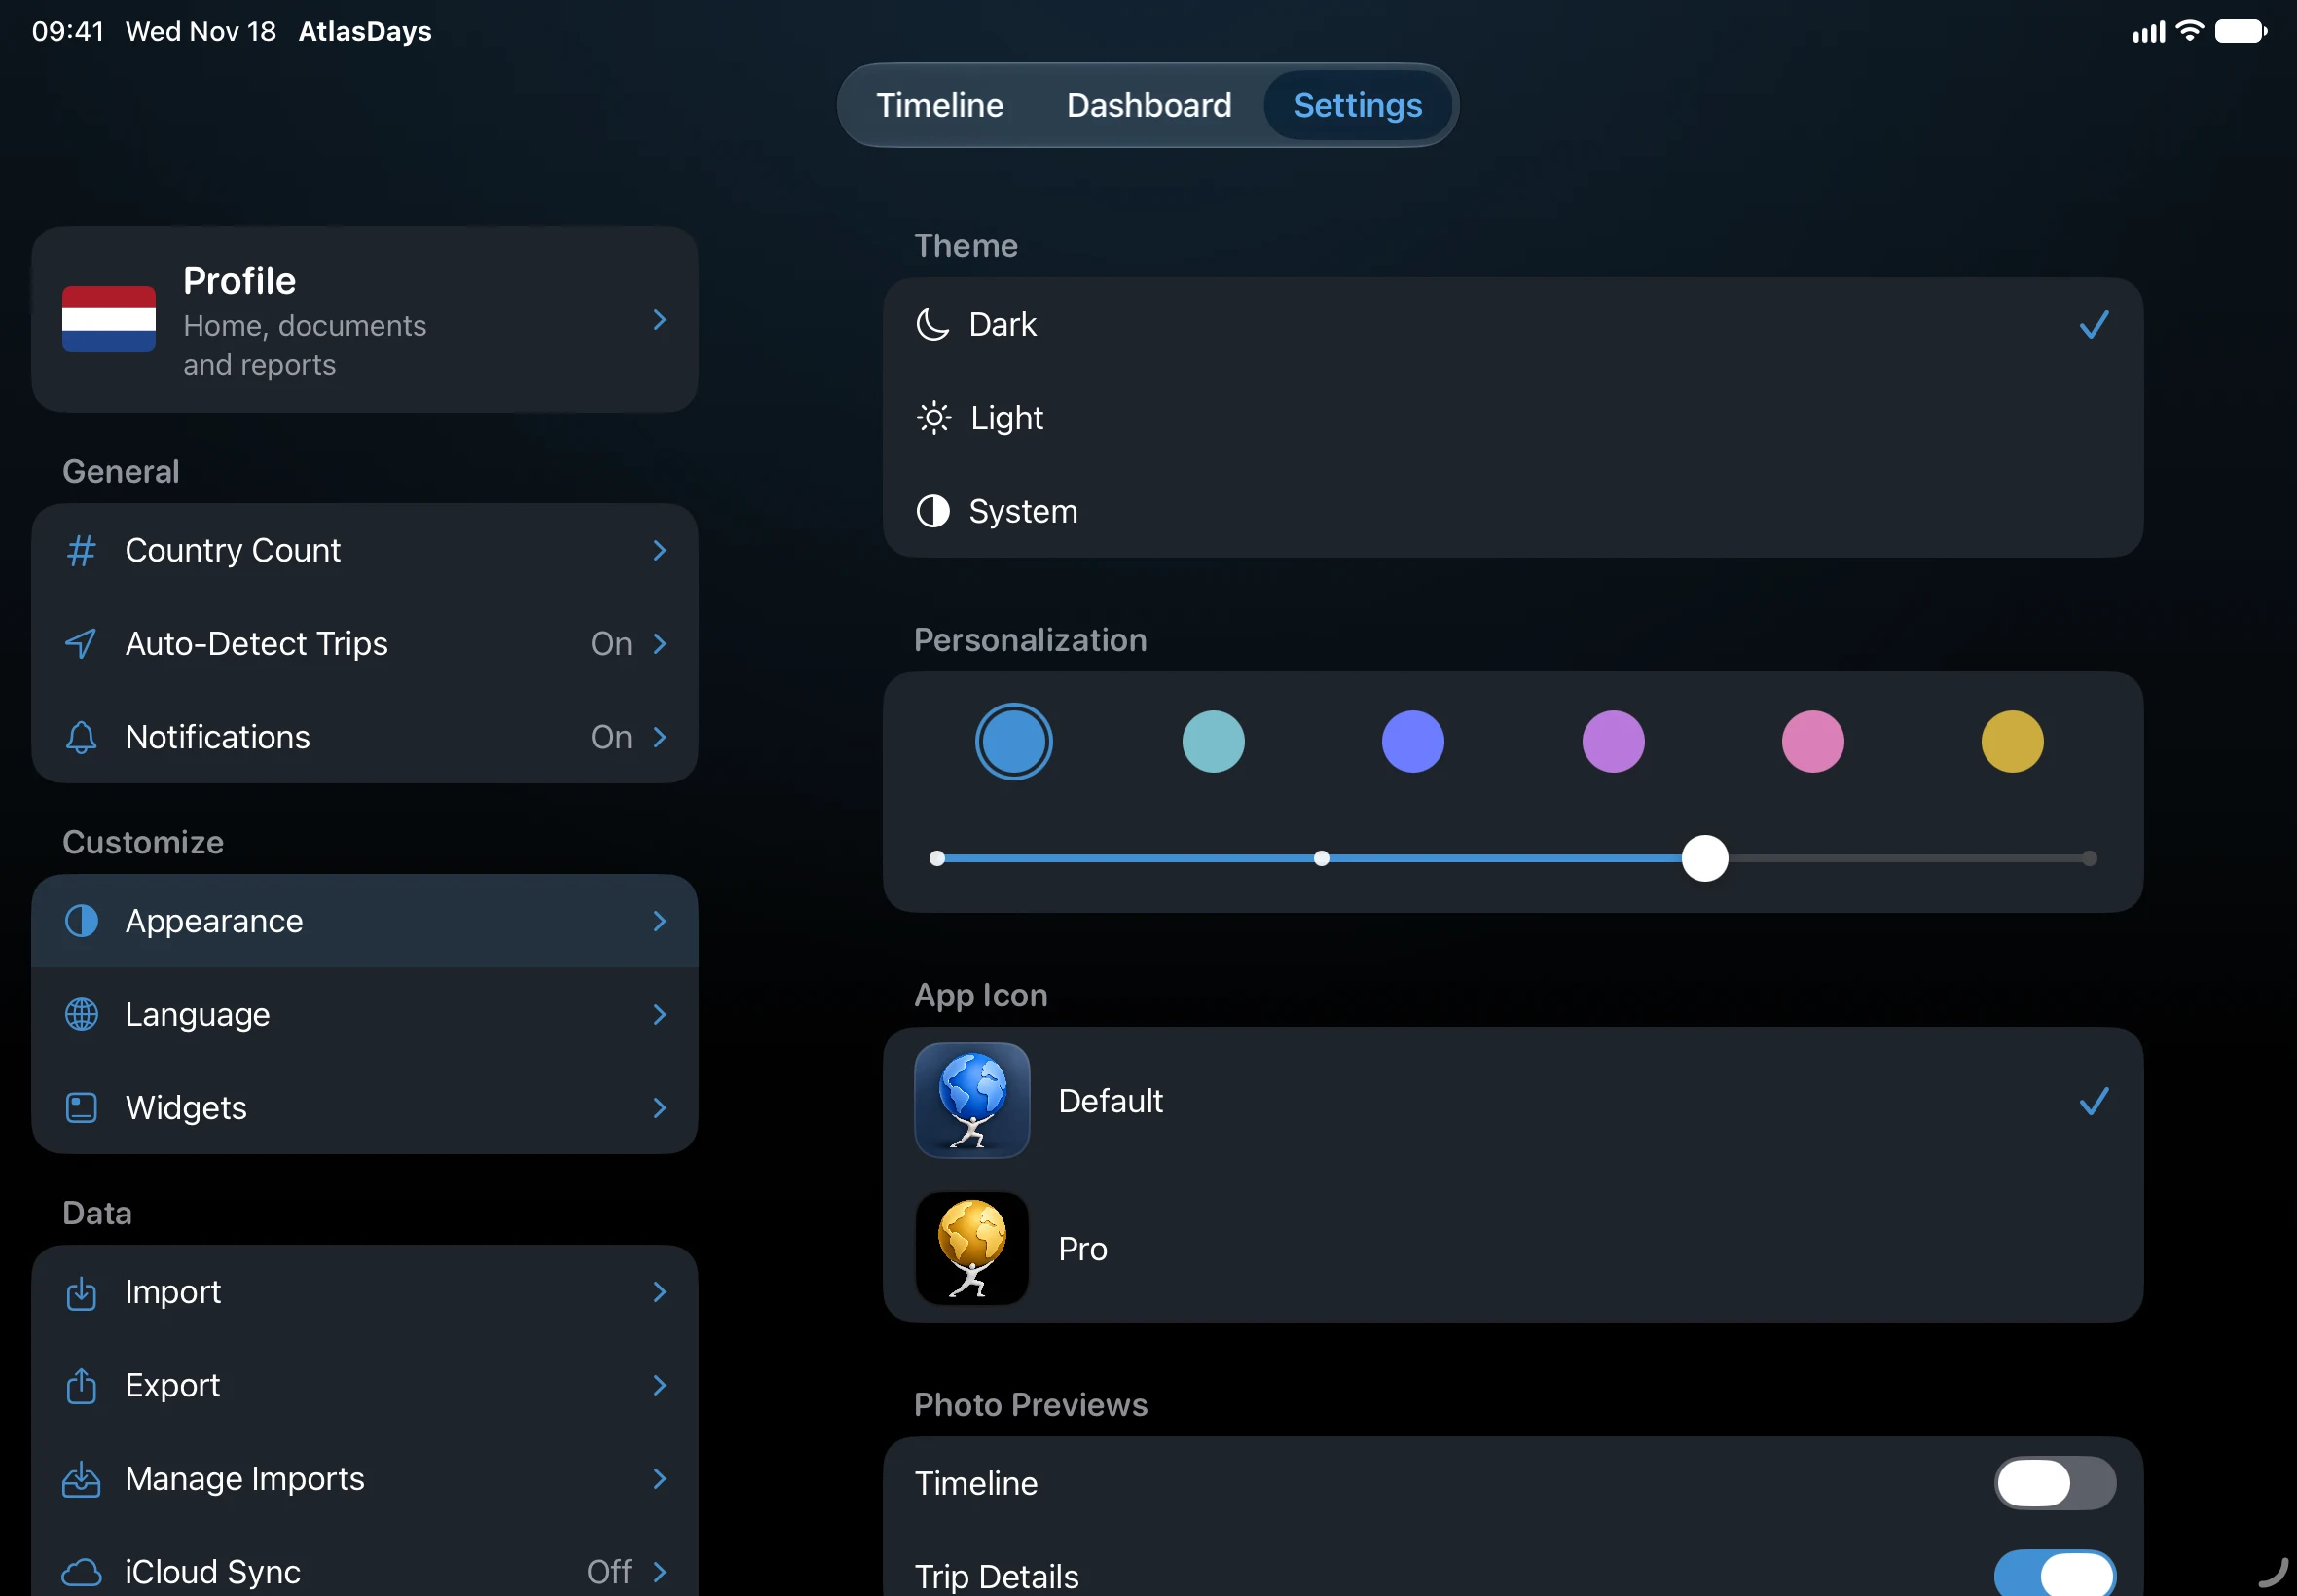 09:41 Wed Nov 18 AtlasDays
Timeline Dashboard Settings
Profile
Home, documents
and reports
General
Country Count
Auto-Detect Trips On
Notifications On
Customize
Appearance
Language
Widgets
Data
Import
Export
Manage Imports
iCloud Sync Off
Theme
Dark
Light
System
Personalization
App Icon
Default
Pro
Photo Previews
Timeline
Trip Details